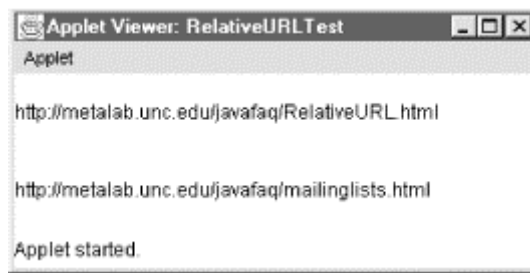 Applet Viewer: RelativeURLTest
Applet
http://metalab.unc.edu/javafaq/RelativeURL.html
http://metalab.unc.edu/javafaq/mailinglists.html
Applet started.